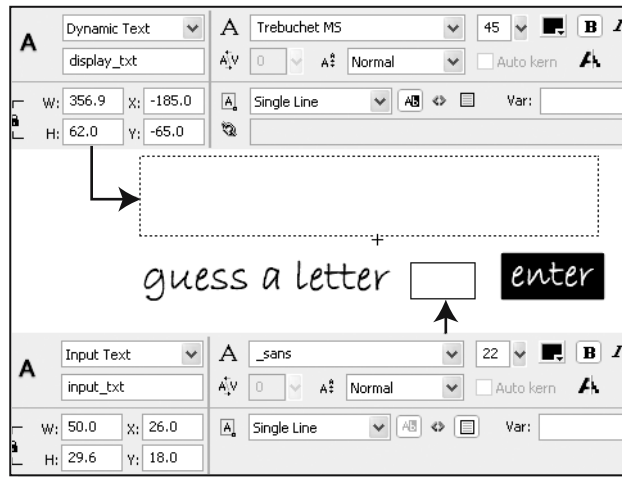 A Dynamic Text A Trebuchet MS 45 B I
display_txt A V 0 A Normal Auto kern A
W: 356.9 X: -185.0 A Single Line AB <> Var:
H: 62.0 Y: -65.0
guess a letter enter
A Input Text A _sans 22 B I
input_txt A V 0 A Normal Auto kern A
W: 50.0 X: 26.0 A Single Line AB <> Var:
H: 29.6 Y: 18.0